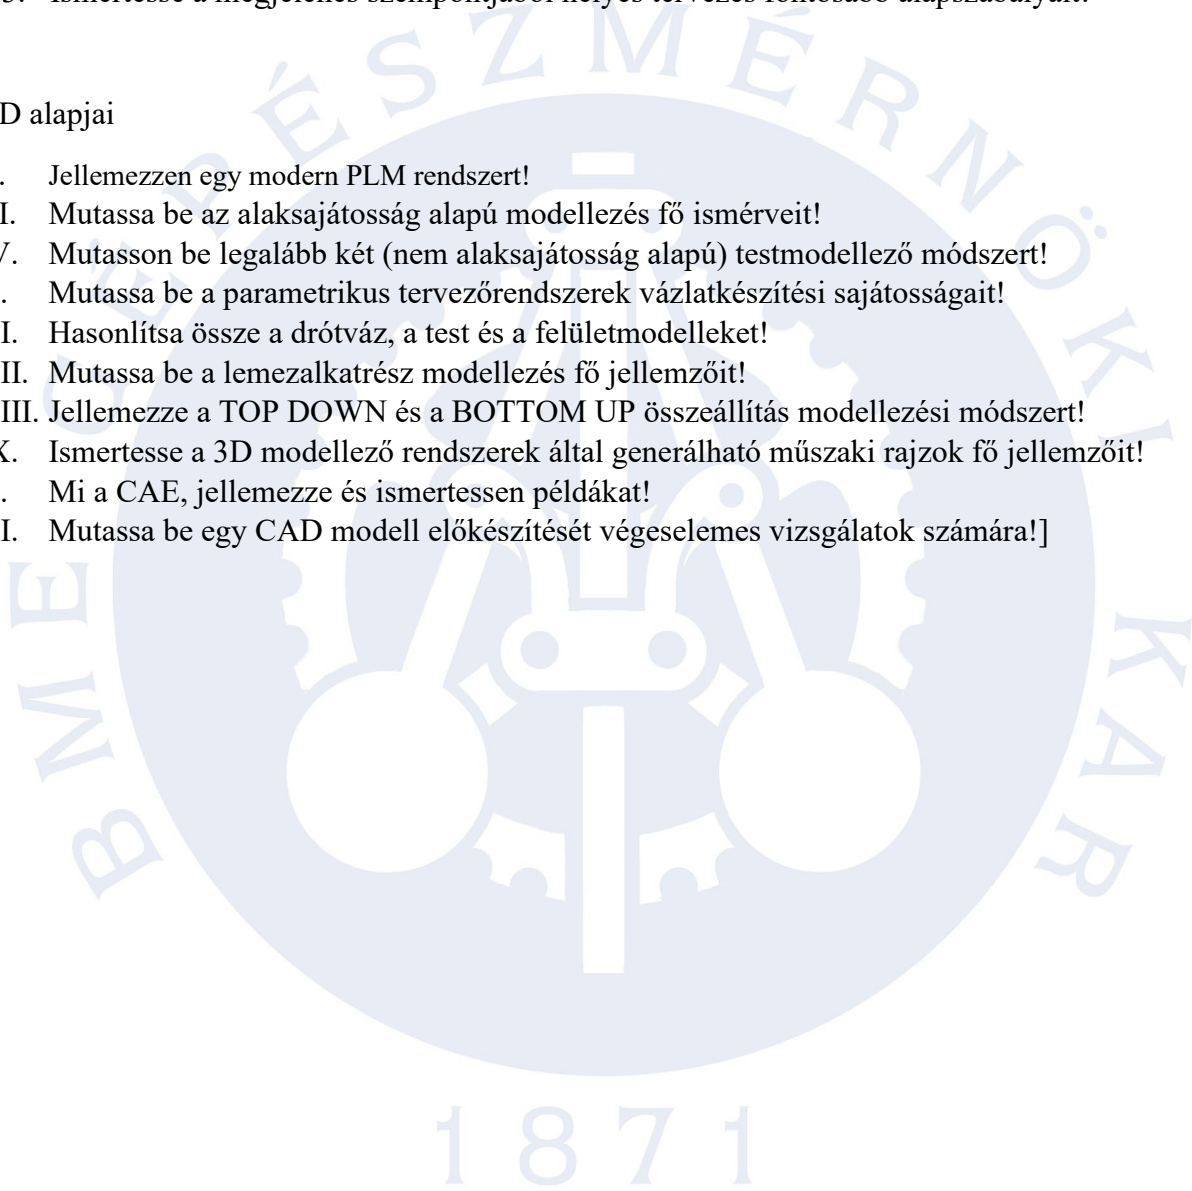 5. Ismertesse a megjelenés szempontjából helyes tervezés fontosabb alapszabályait!
D alapjai
. Jellemezzen egy modern PLM rendszert!
I. Mutassa be az alaksajátosság alapú modellezés fő ismérveit!
V. Mutasson be legalább két (nem alaksajátosság alapú) testmodellező módszert!
. Mutassa be a parametrikus tervezőrendszerek vázlatkészítési sajátosságait!
I. Hasonlítsa össze a drótváz, a test és a felületmodelleket!
II. Mutassa be a lemezalkatrész modellezés fő jellemzőit!
III. Jellemezze a TOP DOWN és a BOTTOM UP összeállítás modellezési módszert!
X. Ismertesse a 3D modellező rendszerek által generálható műszaki rajzok fő jellemzőit!
. Mi a CAE, jellemezze és ismertessen példákat!
I. Mutassa be egy CAD modell előkészítését végeselemes vizsgálatok számára!]
BME GÉPÉSZMÉRNÖKI KAR
1871